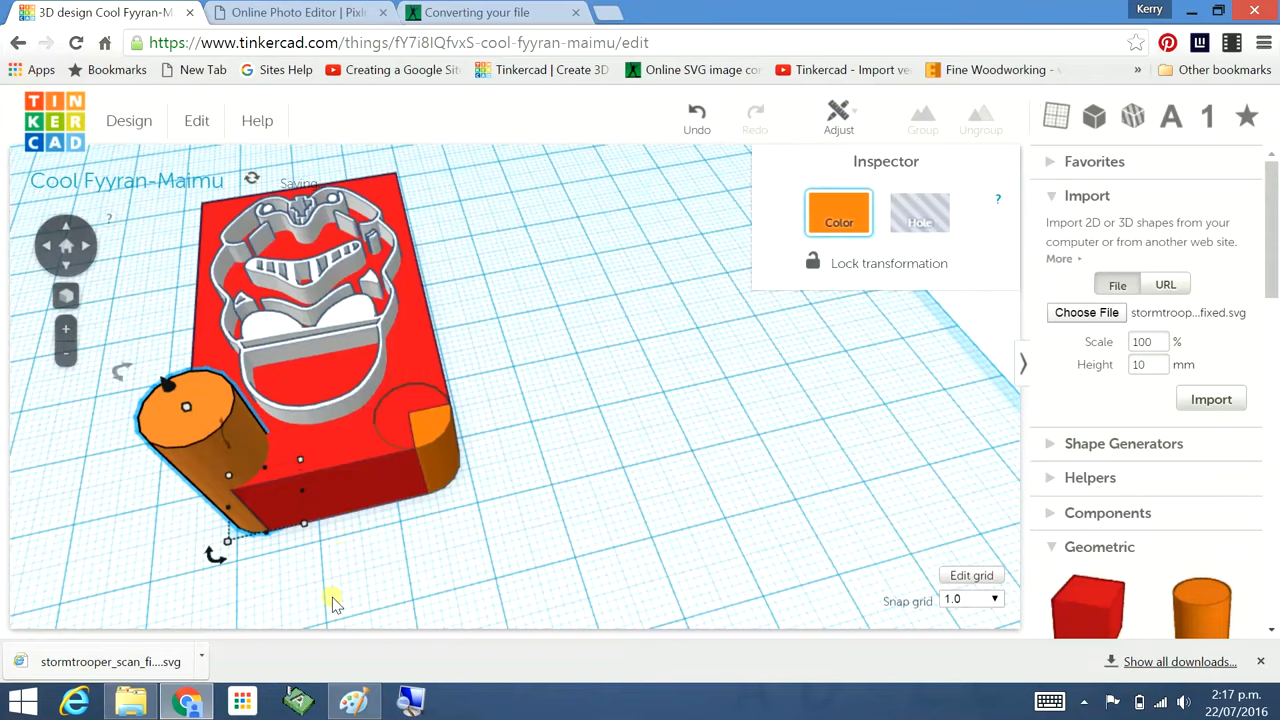 3D design Cool Fyyran-Ma
Online Photo Editor | Pixlr
Converting your file
Kerry
https://www.tinkercad.com/things/fY7i8IQfvxS-cool-fyyran-maimu/edit
Apps
Bookmarks
New Tab
Sites Help
Creating a Google Sit
Tinkercad | Create 3D
Online SVG image co
Tinkercad - Import ve
Fine Woodworking -
»
Other bookmarks
TIN
KER
CAD
Design
Edit
Help
Undo
Redo
Adjust
Group
Ungroup
A
1
Cool Fyyran-Maimu
Saving...
?
Inspector
Color
Hole
?
Lock transformation
Favorites
Import
Import 2D or 3D shapes from your
computer or from another web site.
More
File
URL
Choose File
stormtroop...fixed.svg
Scale
100
%
Height
10
mm
Import
Shape Generators
Helpers
Components
Geometric
Edit grid
Snap grid
1.0
stormtrooper_scan_fi....svg
Show all downloads...
2:17 p.m.
22/07/2016